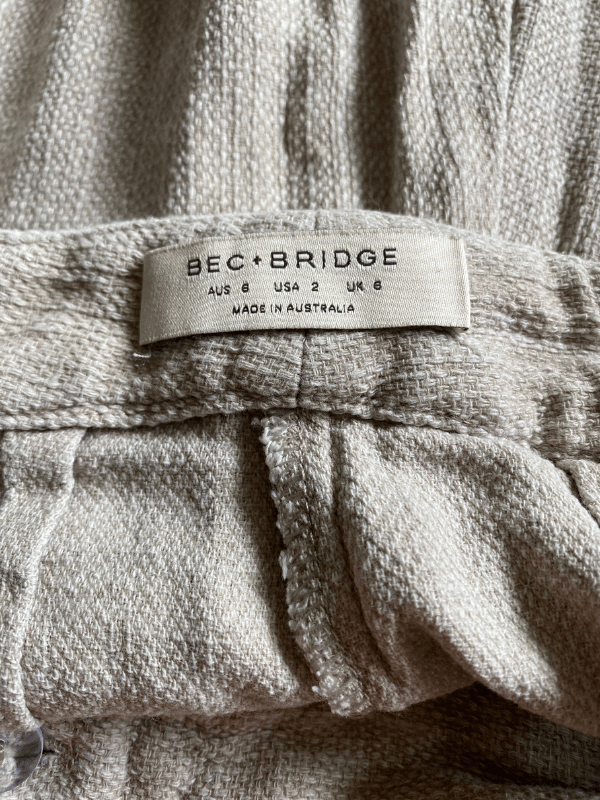 BEC+BRIDGE
AUS 6 USA 2 UK 6
MADE IN AUSTRALIA